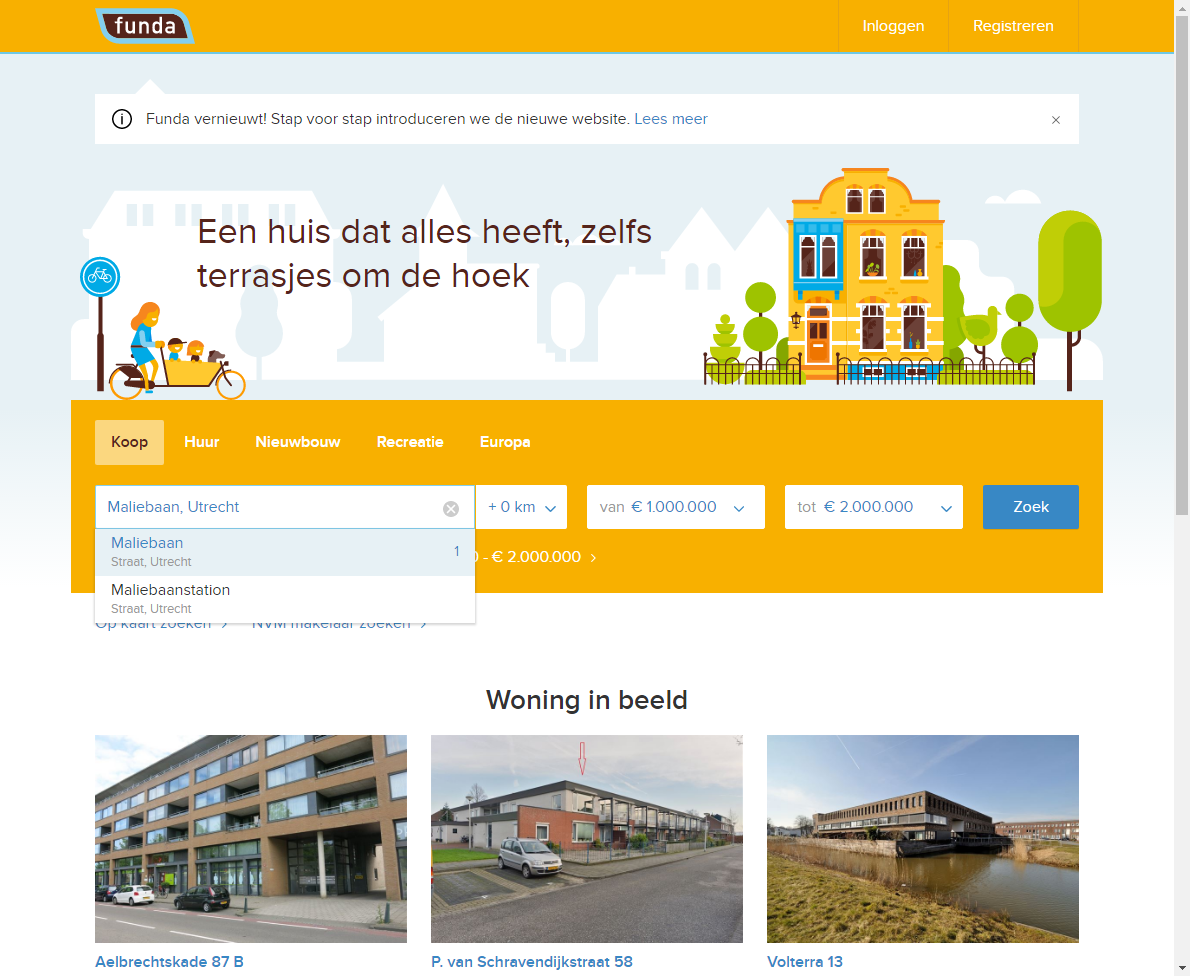 funda
Inloggen
Registreren
Funda vernieuwt! Stap voor stap introduceren we de nieuwe website. Lees meer
Een huis dat alles heeft, zelfs
terrasjes om de hoek
Koop
Huur
Nieuwbouw
Recreatie
Europa
Maliebaan, Utrecht
+ 0 km
van € 1.000.000
tot € 2.000.000
Zoek
Maliebaan
1
Straat, Utrecht
- € 2.000.000
Maliebaanstation
Straat, Utrecht
Op kaart zoeken
NVM makelaar zoeken
Woning in beeld
Aelbrechtskade 87 B
P. van Schravendijkstraat 58
Volterra 13